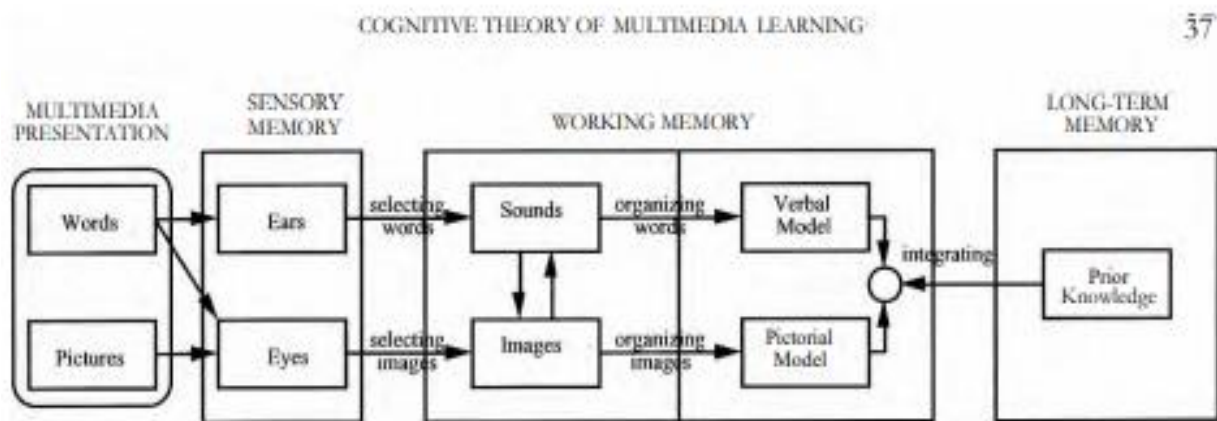 COGNITIVE THEORY OF MULTIMEDIA LEARNING
37
MULTIMEDIA
PRESENTATION
SENSORY
MEMORY
WORKING MEMORY
LONG-TERM
MEMORY
Words
Ears
selecting
words
Sounds
organizing
words
Verbal
Model
integrating
Prior
Knowledge
Pictures
Eyes
selecting
images
Images
organizing
images
Pictorial
Model